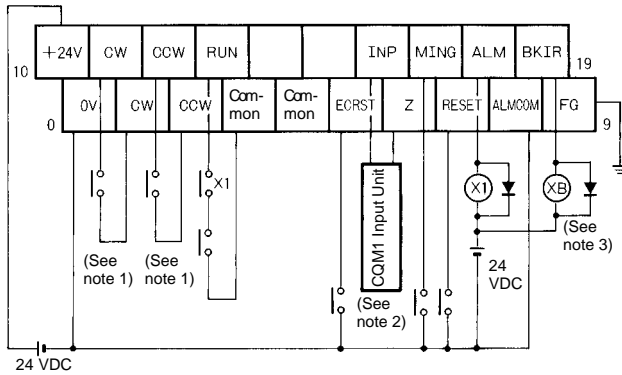 +24V CW CCW RUN INP MING ALM BKIR
10 19
0V CW CCW Com-
mon Com-
mon ECRST Z RESET ALMCOM FG
0 9
X1
X1 XB
CQM1 Input Unit
(See
note 1)
(See
note 1)
(See
note 2)
(See
note 3)
24
VDC
24 VDC